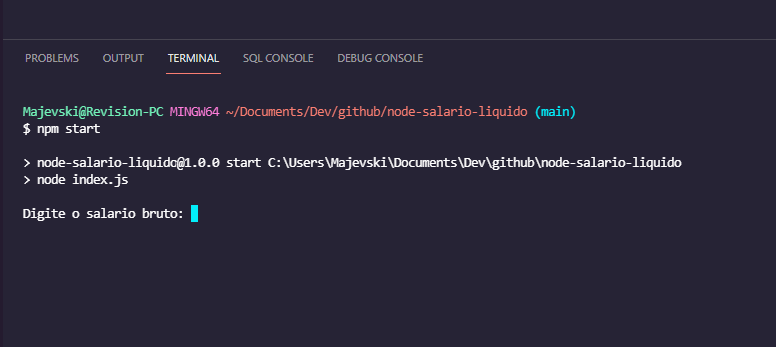 PROBLEMS OUTPUT TERMINAL SQL CONSOLE DEBUG CONSOLE
Majevski@Revision-PC MINGW64 ~/Documents/Dev/github/node-salario-liquido (main)
$ npm start
> node-salario-liquido@1.0.0 start C:\Users\Majevski\Documents\Dev\github\node-salario-liquido
> node index.js
Digite o salario bruto: